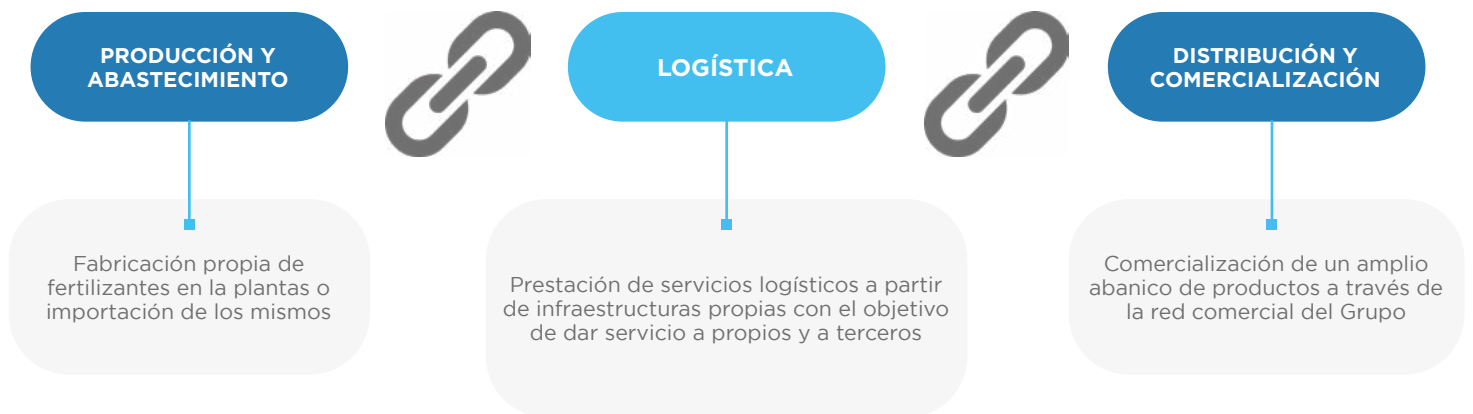 PRODUCCIÓN Y
ABASTECIMIENTO
Fabricación propia de
fertilizantes en la plantas o
importación de los mismos
LOGÍSTICA
Prestación de servicios logísticos a partir
de infraestructuras propias con el objetivo
de dar servicio a propios y a terceros
DISTRIBUCIÓN Y
COMERCIALIZACIÓN
Comercialización de un amplio
abanico de productos a través de
la red comercial del Grupo